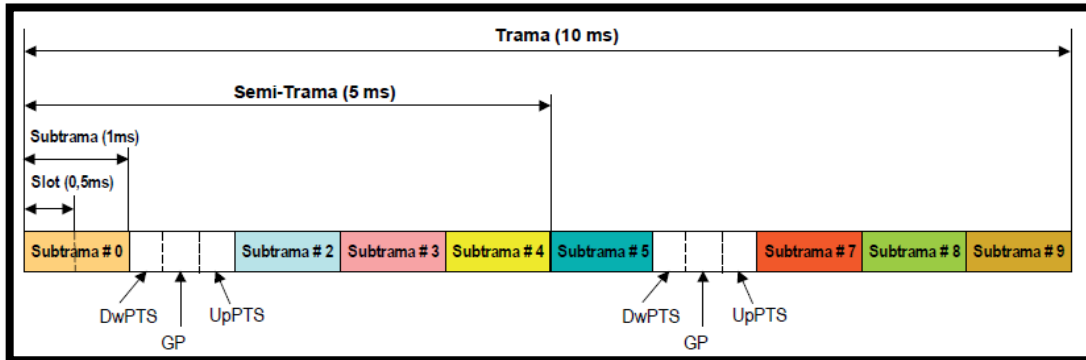 Trama (10 ms)
Semi-Trama (5 ms)
Subtrama (1ms)
Slot (0,5ms)
Subtrama # 0
Subtrama # 2
Subtrama # 3
Subtrama # 4
Subtrama # 5
Subtrama # 7
Subtrama # 8
Subtrama # 9
DwPTS
GP
UpPTS
DwPTS
GP
UpPTS